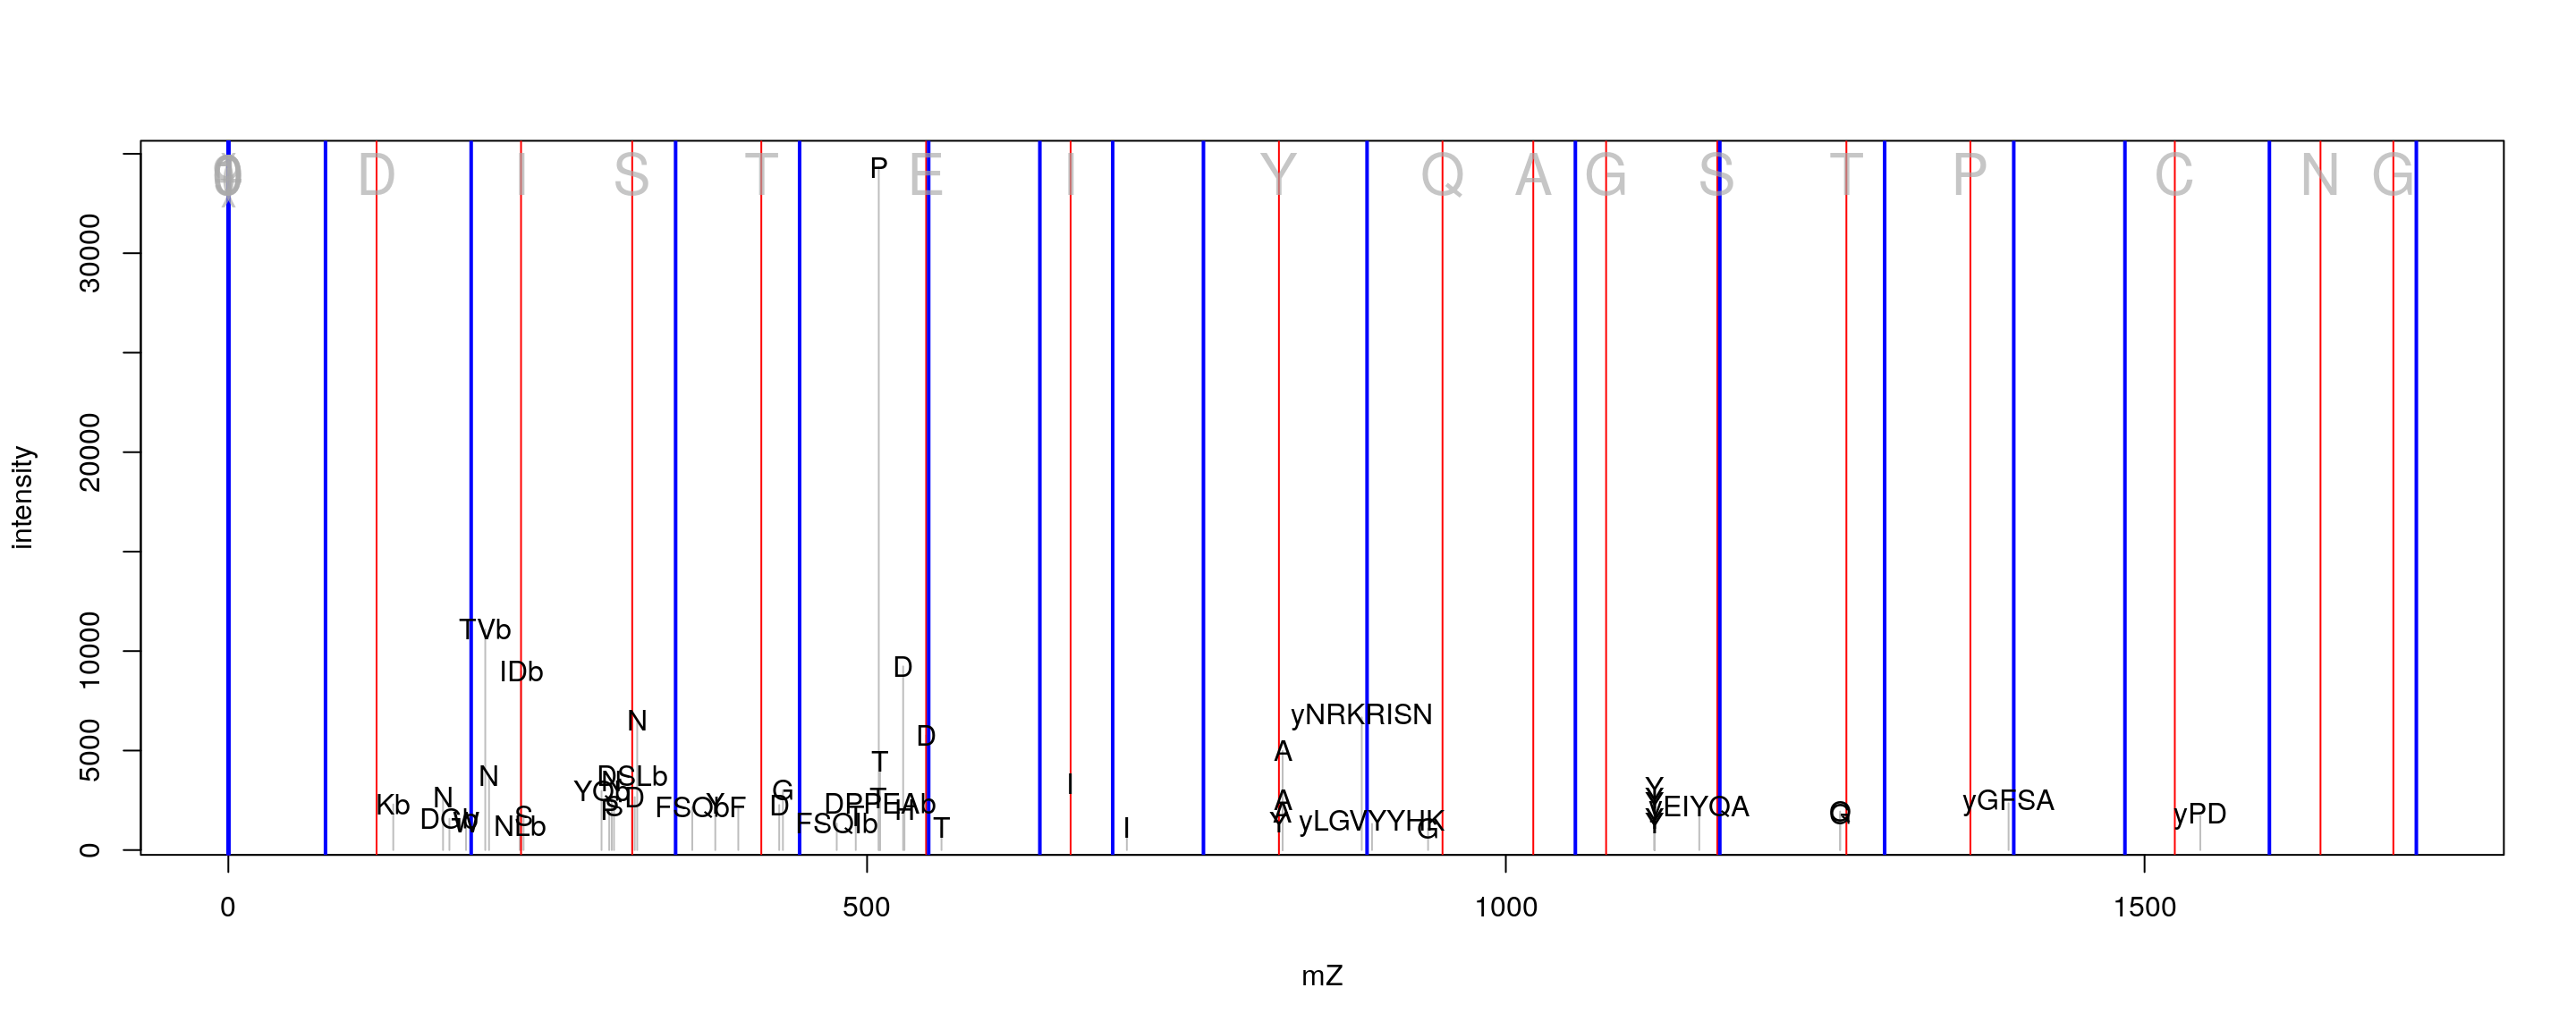 D I S T E I Y Q A G S T P C N G
P
30000
20000
10000
5000
0
intensity
TVb
IDb
N
D
D
yNRKRISN
T
A
N
DSLb
N
YQb
S
D
P
S
Kb
N
DGb
W
S
NLb
FSQb
Y
F
G
D
DPPEAb
T
T
H
FSQIb
T
I
I
A
A
Y
yLGVYYHK
G
Y
Y
yEIYQA
Q
G
yGFSA
yPD
0 500 1000 1500
mZ